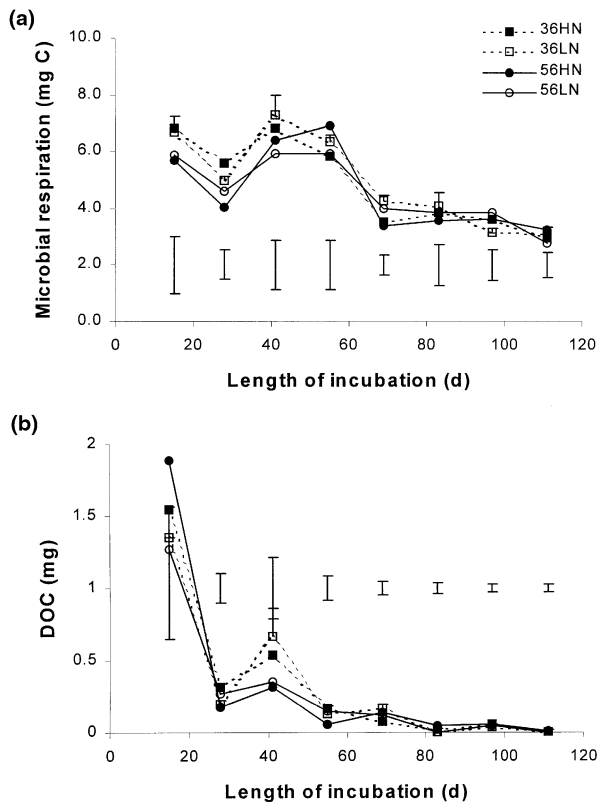 (a)
36HN
36LN
56HN
56LN
Microbial respiration (mg C)
10.0
8.0
6.0
4.0
2.0
0.0
0 20 40 60 80 100 120
Length of incubation (d)
(b)
DOC (mg)
2
1.5
1
0.5
0
0 20 40 60 80 100 120
Length of incubation (d)